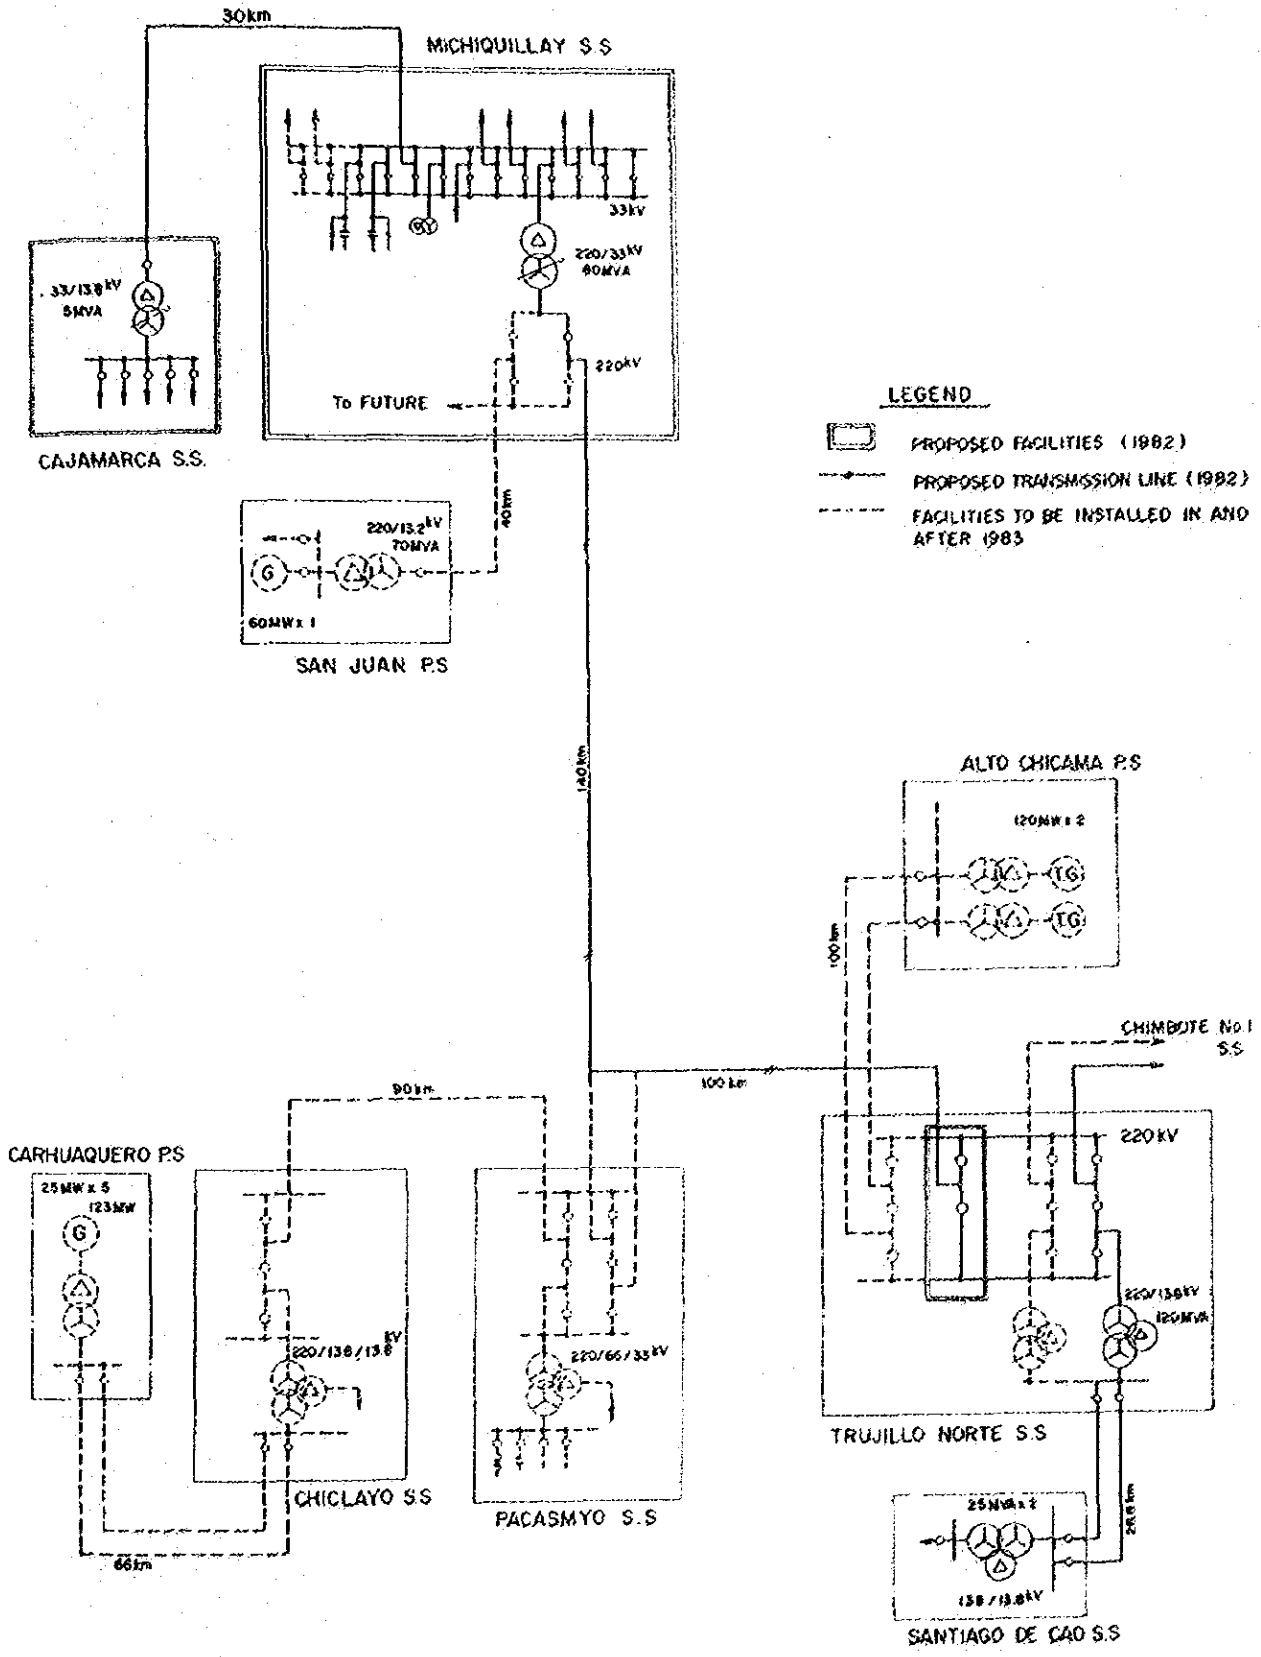 30km
MICHIQUILLAY S.S
33kV
220/33kV
33/13.8kV
5MVA
220kV
To FUTURE
CAJAMARCA S.S.
LEGEND
PROPOSED FACILITIES (1982)
PROPOSED TRANSMISSION LINE (1982)
FACILITIES TO BE INSTALLED IN AND
AFTER 1983
40km
220/13.2kV
70MVA
G
60MW x 1
SAN JUAN P.S
140km
ALTO CHICAMA P.S
120MW x 2
TG
TG
100km
CHIMBOTE No.1
S.S
100km
90km
220kV
CARHUAQUERO P.S
25MW x 5
123MW
G
220/138/13.8kV
220/66/33kV
220/138kV
120MVA
TRUJILLO NORTE S.S
CHICLAYO S.S
PACASMYO S.S
66km
25MVA x 2
138/13.8kV
SANTIAGO DE CAO S.S